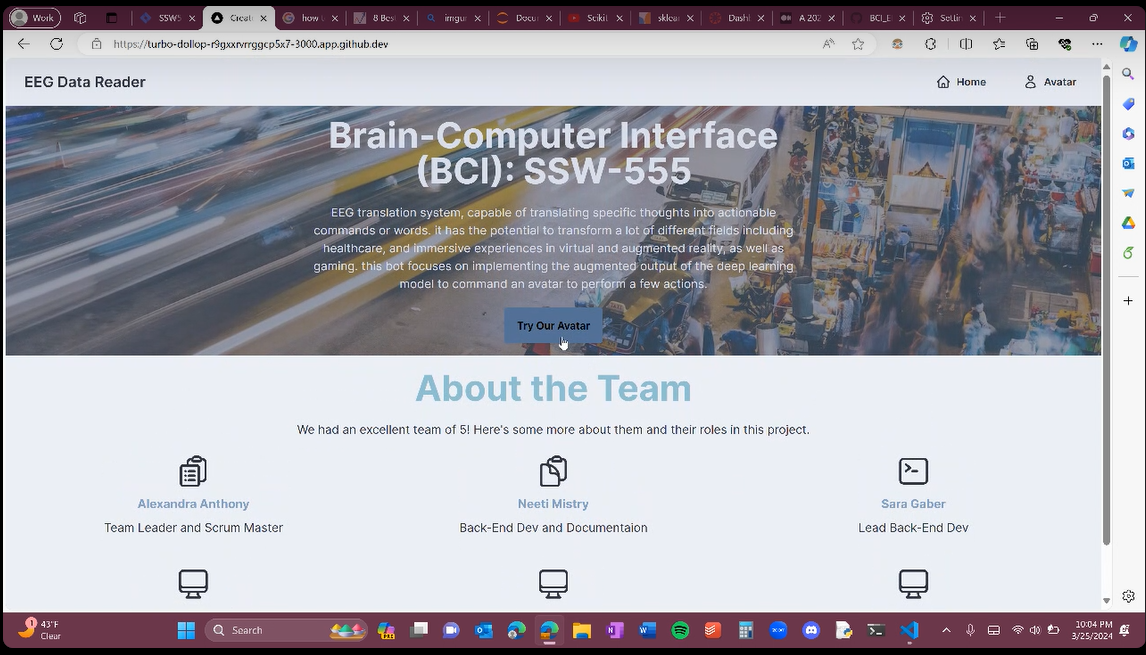 Work
SSW5
Creat
how t
8 Bes
imgur
Docur
Scikit
sklear
Dashl
A 202
BCI_E
Settin
https://turbo-dollop-r9gxxrvrrggcp5x7-3000.app.github.dev
EEG Data Reader
Home
Avatar
Brain-Computer Interface
(BCI): SSW-555
EEG translation system, capable of translating specific thoughts into actionable
commands or words. it has the potential to transform a lot of different fields including
healthcare, and immersive experiences in virtual and augmented reality, as well as
gaming. this bot focuses on implementing the augmented output of the deep learning
model to command an avatar to perform a few actions.
Try Our Avatar
About the Team
We had an excellent team of 5! Here's some more about them and their roles in this project.
Alexandra Anthony
Neeti Mistry
Sara Gaber
Team Leader and Scrum Master
Back-End Dev and Documentaion
Lead Back-End Dev
1
43°F
Clear
Search
10:04 PM
3/25/2024